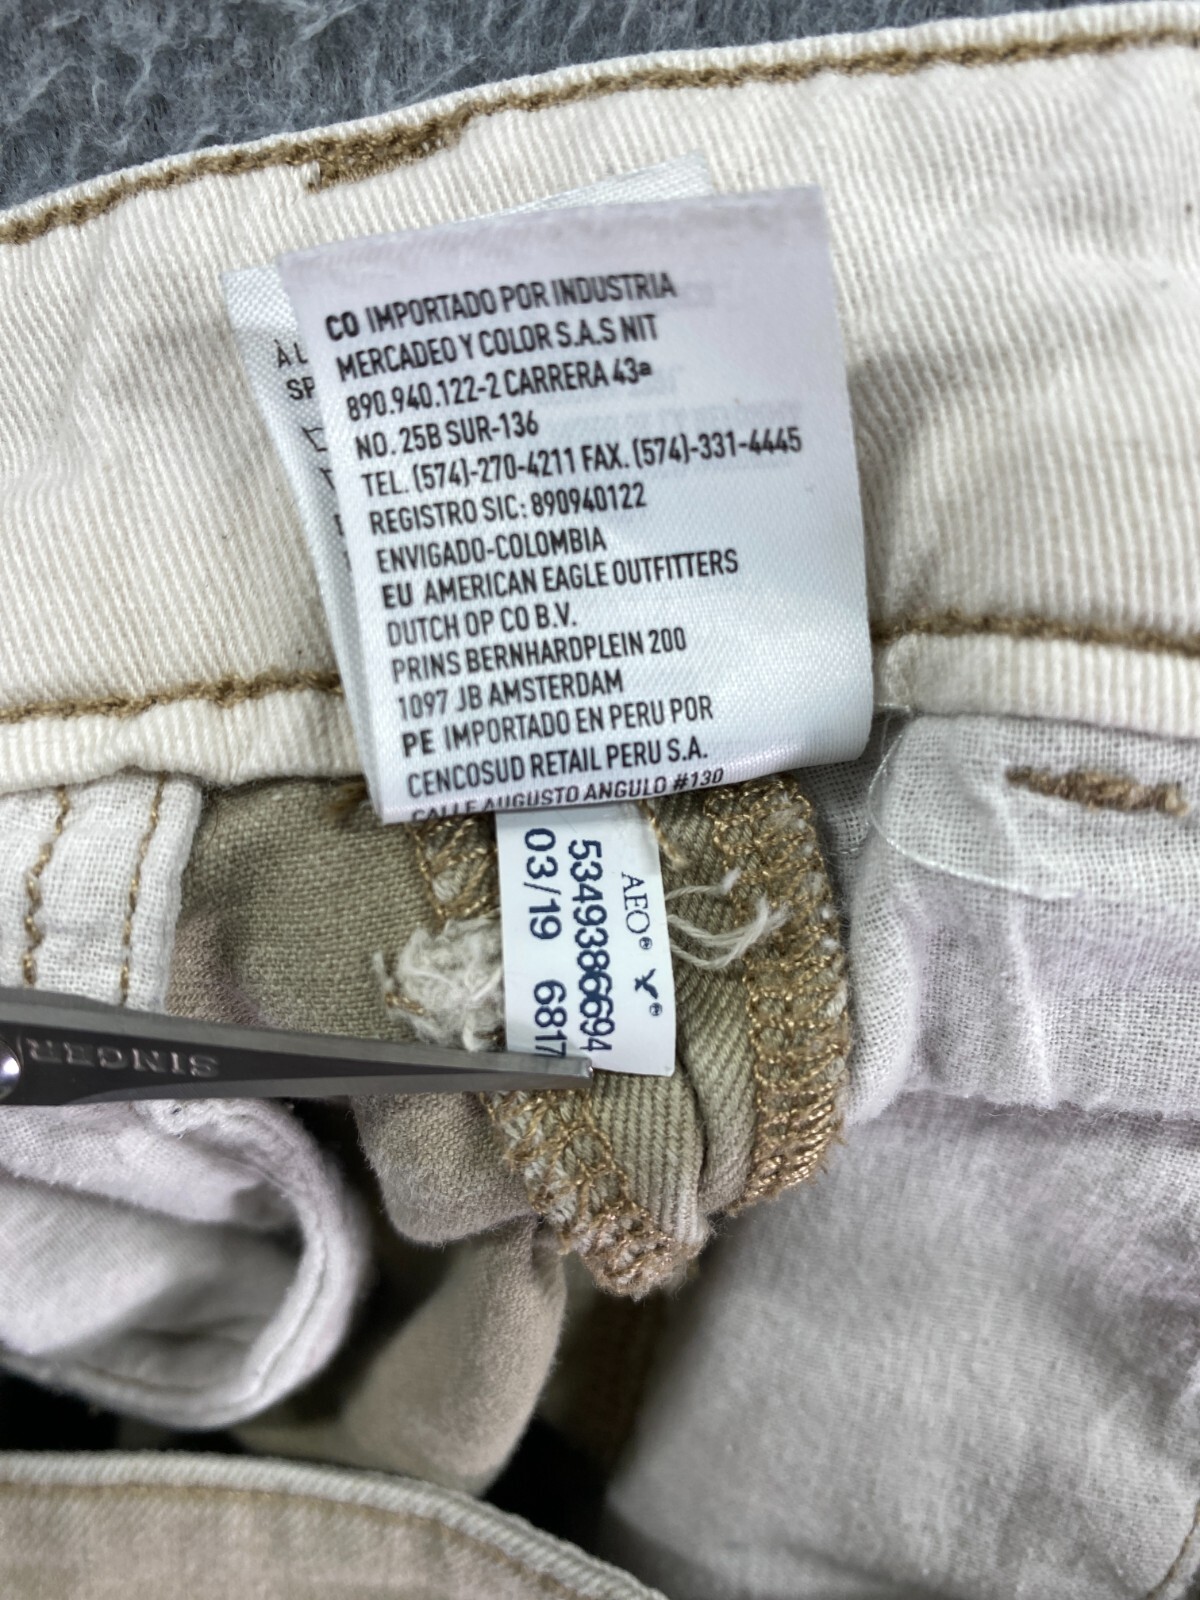 CO IMPORTADO POR INDUSTRIA
MERCADEO Y COLOR S.A.S NIT
890.940.122-2 CARRERA 43ª
NO. 25B SUR-136
TEL. (574)-270-4211 FAX. (574)-331-4445
REGISTRO SIC: 890940122
ENVIGADO-COLOMBIA
EU AMERICAN EAGLE OUTFITTERS
DUTCH OP CO B.V.
PRINS BERNHARDPLEIN 200
1097 JB AMSTERDAM
PE IMPORTADO EN PERU POR
CENCOSUD RETAIL PERU S.A.
CALLE AUGUSTO ANGULO #130
AEO®
5349386694
03/19 6817
SINGER